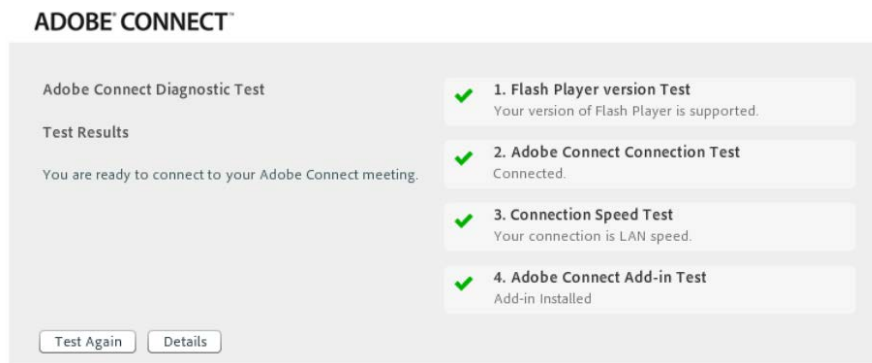 ADOBE® CONNECT™
Adobe Connect Diagnostic Test
Test Results
You are ready to connect to your Adobe Connect meeting.
1. Flash Player version Test
Your version of Flash Player is supported.
2. Adobe Connect Connection Test
Connected.
3. Connection Speed Test
Your connection is LAN speed.
4. Adobe Connect Add-in Test
Add-in Installed
Test Again
Details